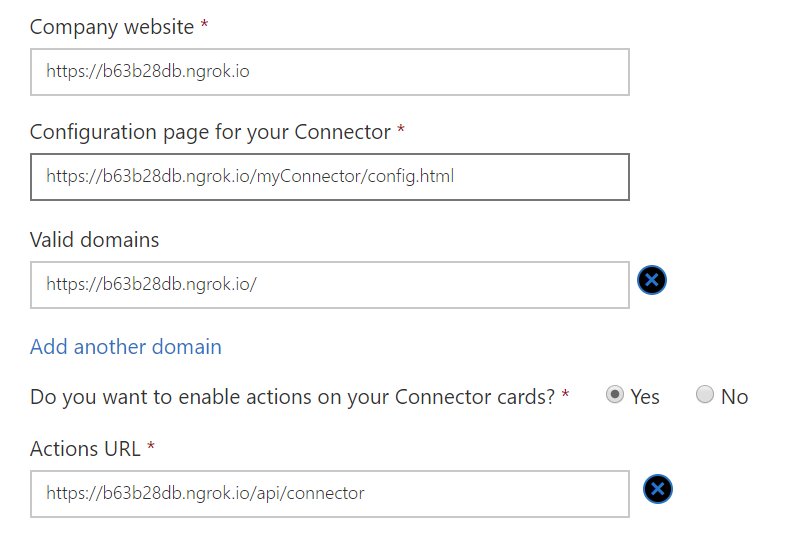 Company website *
https://b63b28db.ngrok.io
Configuration page for your Connector *
https://b63b28db.ngrok.io/myConnector/config.html
Valid domains
https://b63b28db.ngrok.io/
Add another domain
Do you want to enable actions on your Connector cards? * Yes No
Actions URL *
https://b63b28db.ngrok.io/api/connector